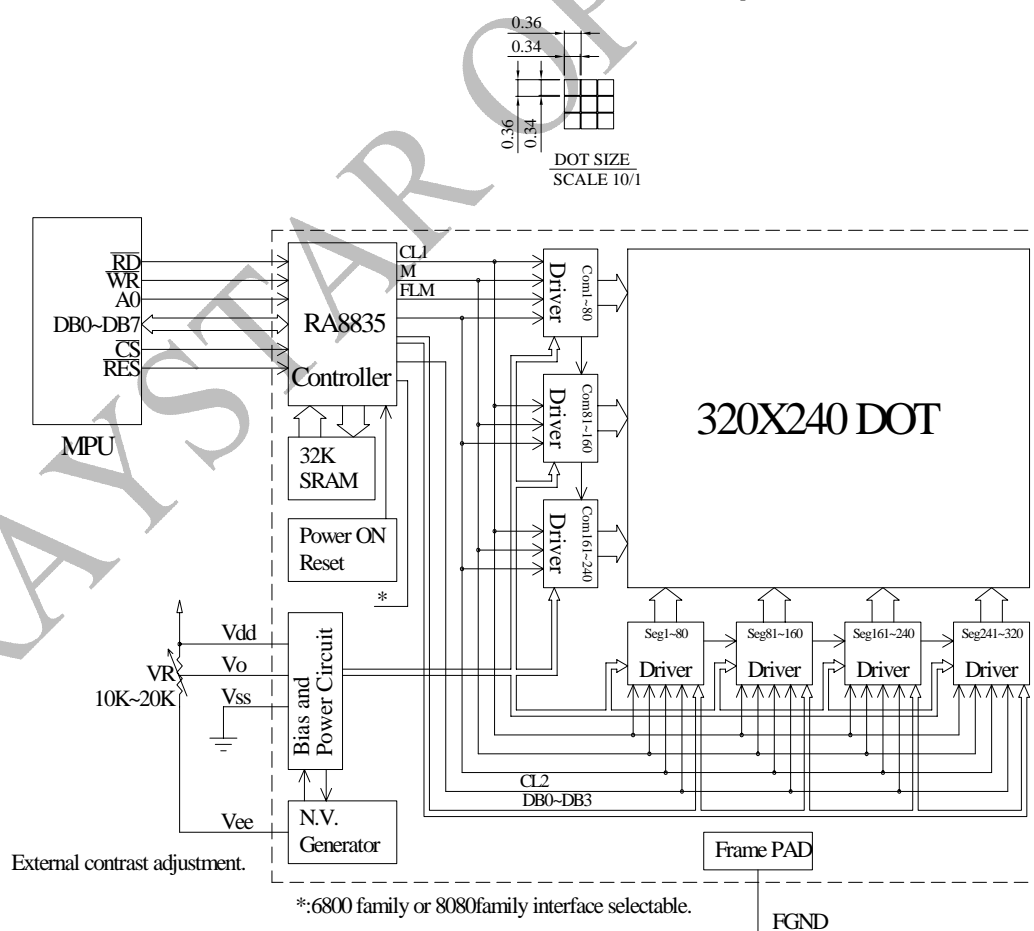 0.36
0.34
0.36
0.34
DOT SIZE
SCALE 10/1
RAYSTAR OP
MPU
RD
WR
A0
DB0~DB7
CS
RES
RA8835
Controller
CL1
M
FLM
32K
SRAM
Power ON
Reset
*
Driver
Com1~80
Driver
Com81~160
Driver
Com161~240
320X240 DOT
Seg1~80
Driver
Seg81~160
Driver
Seg161~240
Driver
Seg241~320
Driver
Vdd
Vo
VR
10K~20K
Vss
Bias and
Power Circuit
CL2
DB0~DB3
Vee
N.V.
Generator
External contrast adjustment.
Frame PAD
*:6800 family or 8080family interface selectable.
FGND